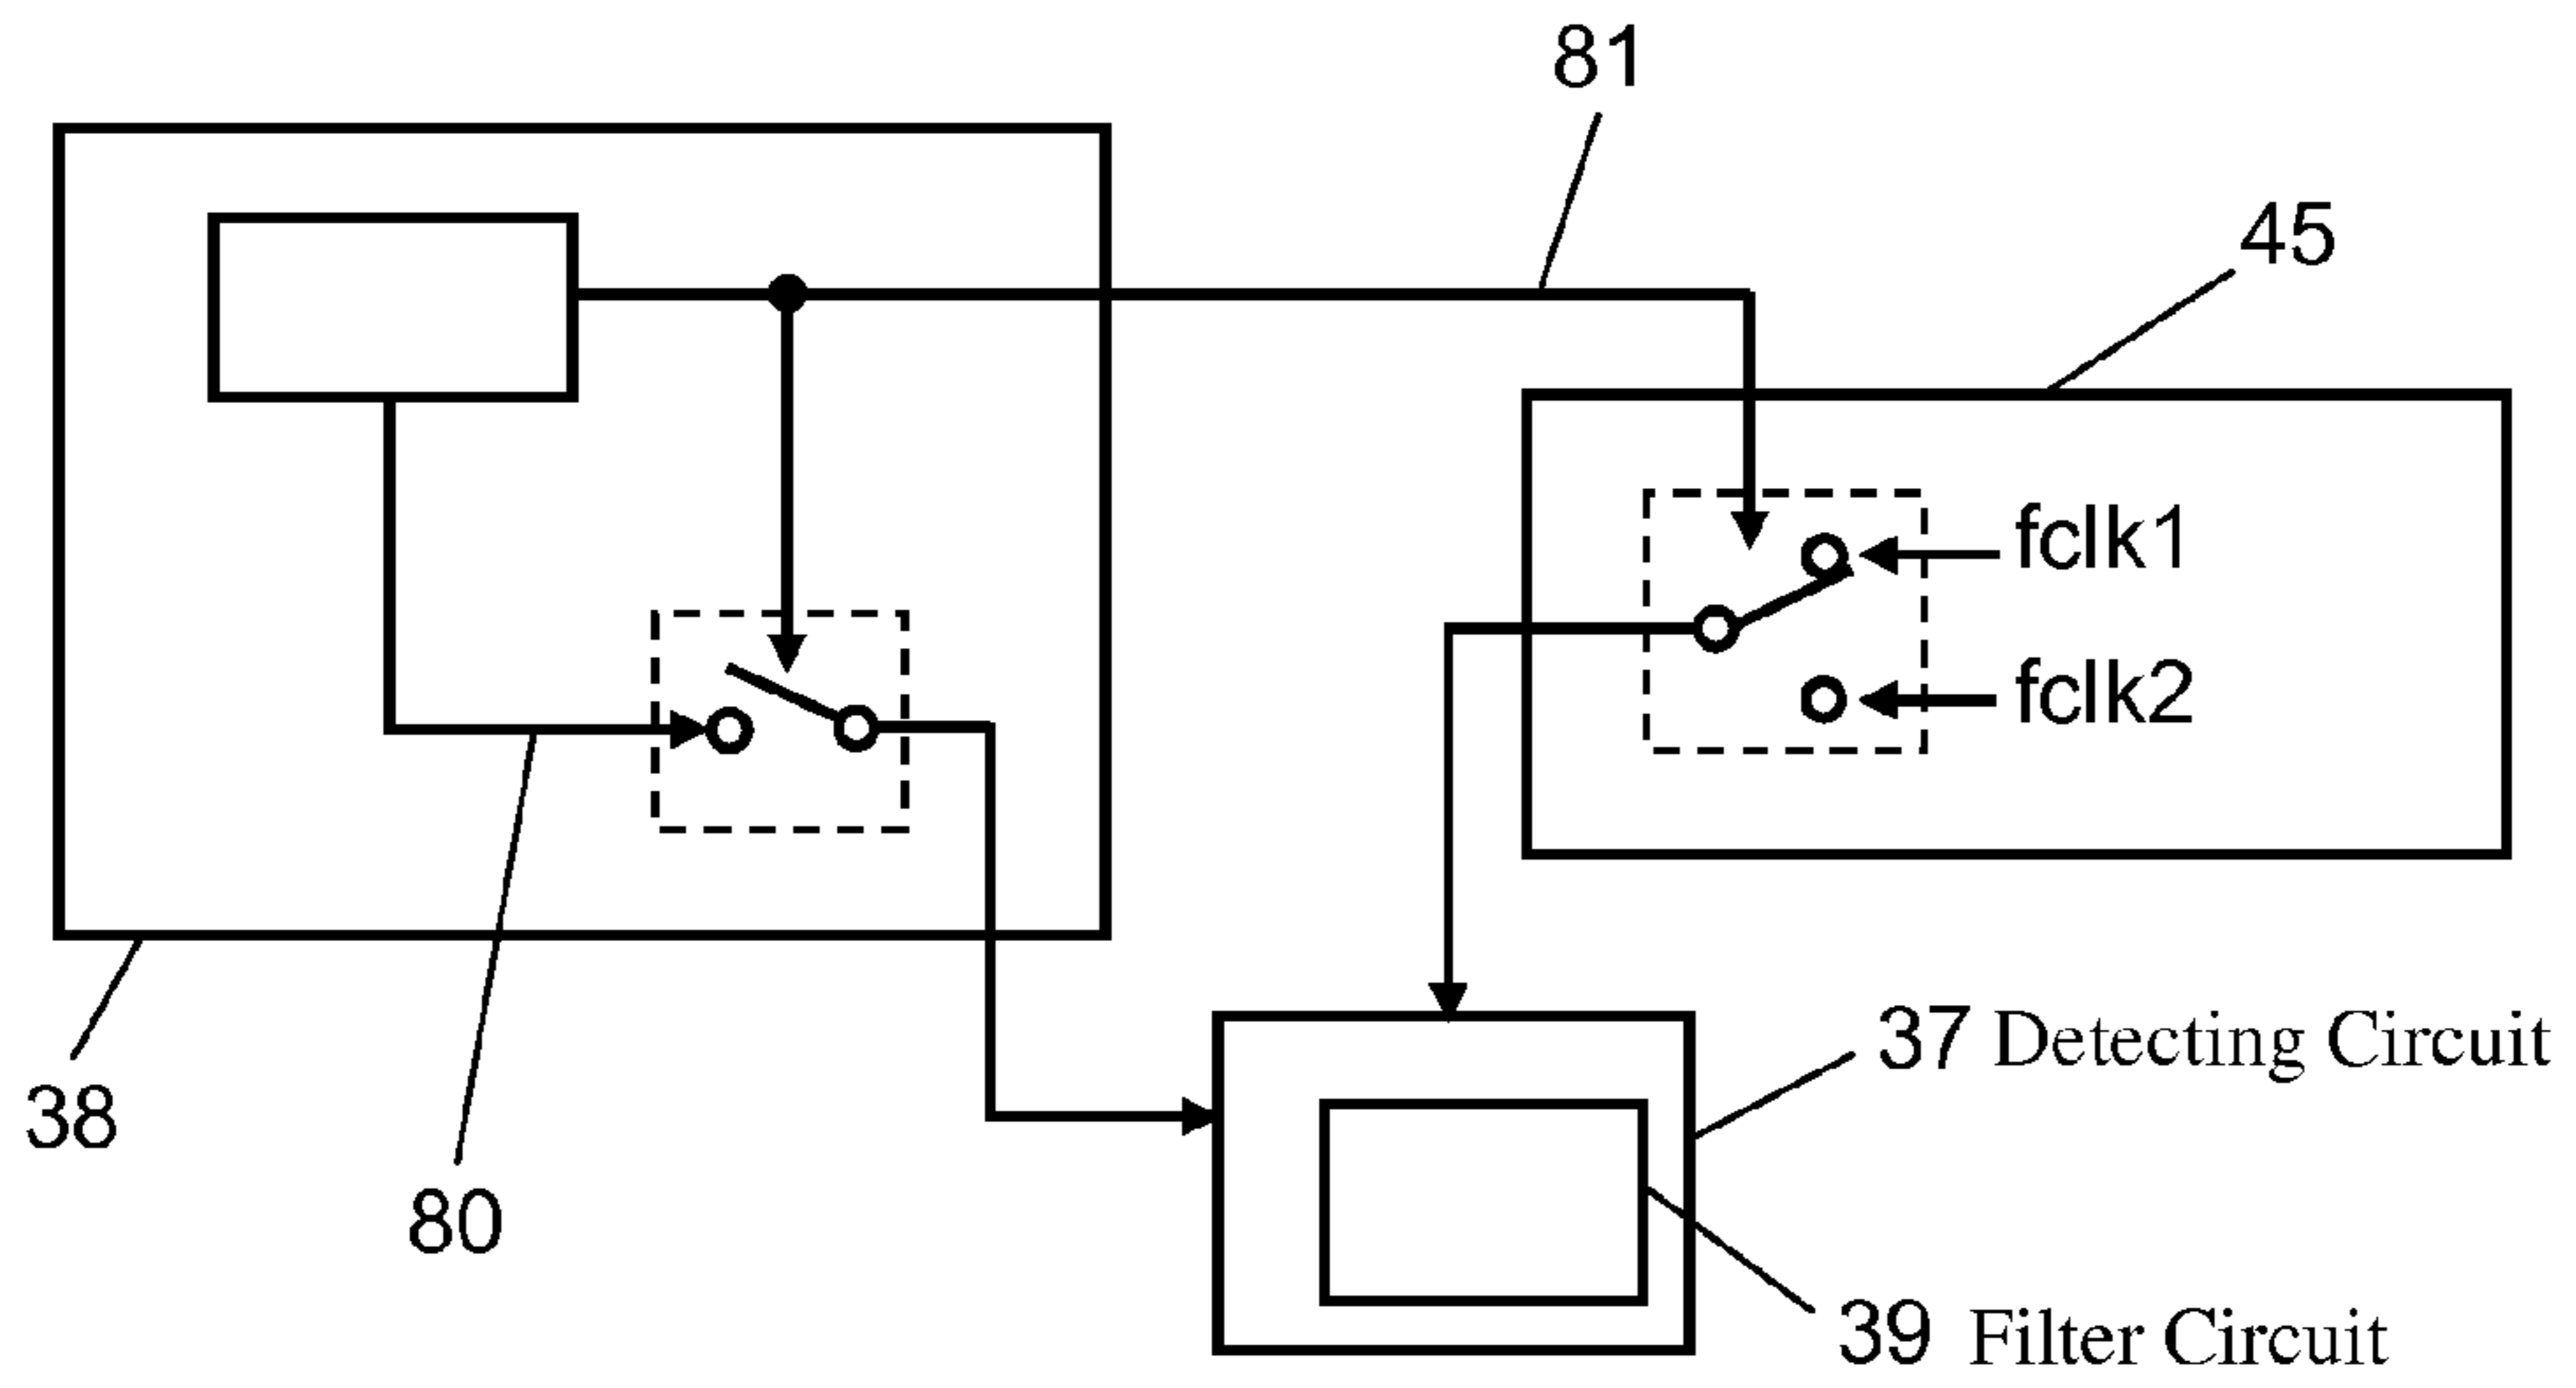 81
45
fclk1
fclk2
37 Detecting Circuit
38
80
39 Filter Circuit